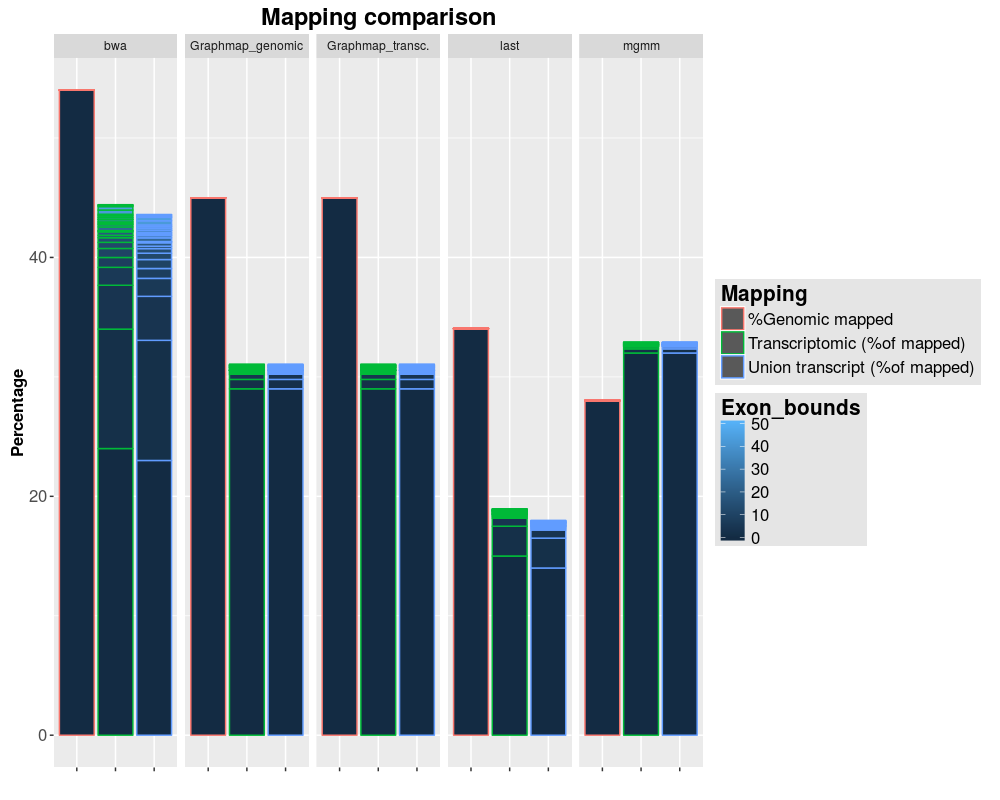 Mapping comparison
bwa
Graphmap_genomic
Graphmap_transc.
last
mgmm
Percentage
40
20
0
Mapping
%Genomic mapped
Transcriptomic (%of mapped)
Union transcript (%of mapped)
Exon_bounds
50
40
30
20
10
0